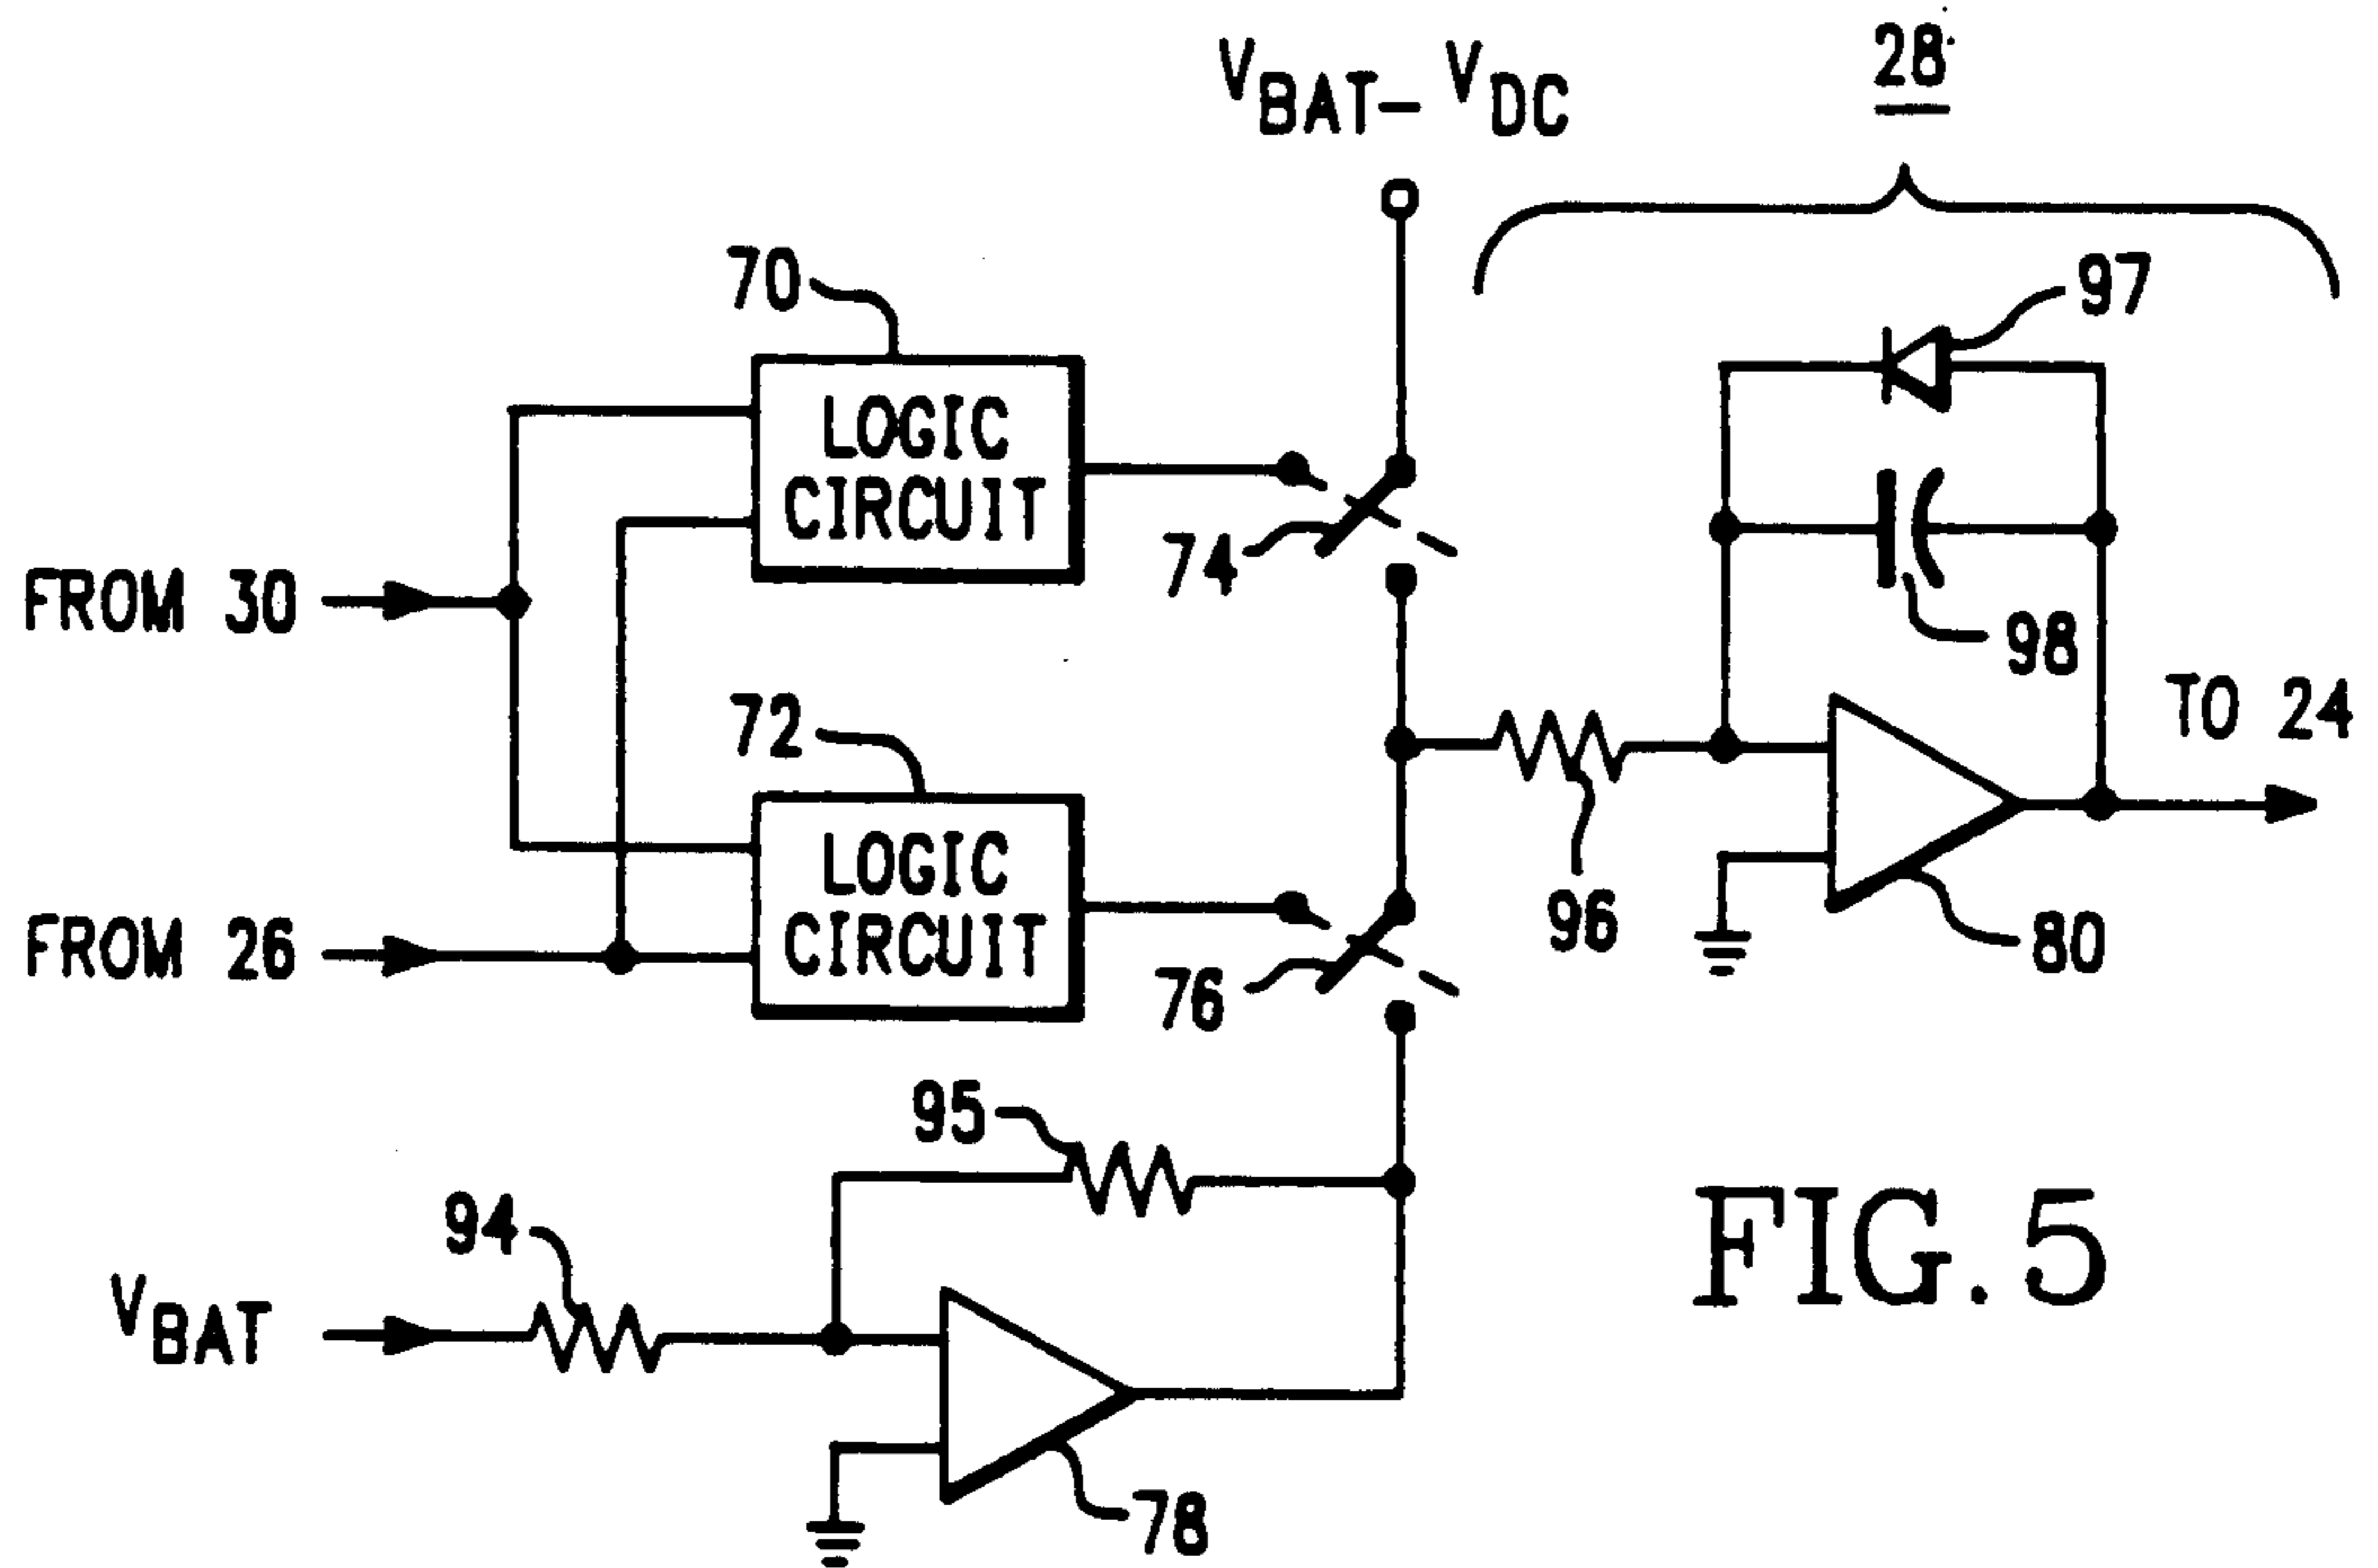 28
VBAT- VDC
70
97
LOGIC
CIRCUIT
74
FROM 30
98
72
TO 24
LOGIC
CIRCUIT
96
FROM 26
76
80
95
94
VBAT
78
FIG. 5